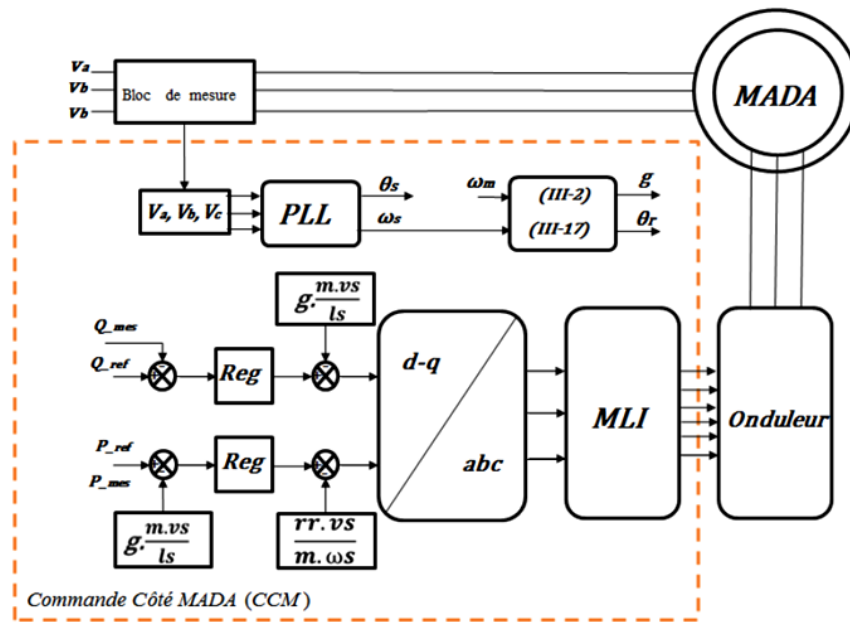 Va
Vb
Vb
Bloc de mesure
MADA
Va, Vb, Vc
PLL
θs
ωs
ωm
(III-2)
(III-17)
g
θr
g. m.vs / ls
Q_mes
Q_ref
Reg
d-q
abc
MLI
Onduleur
P_ref
P_mes
Reg
g. m.vs / ls
rr.vs / m. ωs
Commande Côté MADA (CCM)